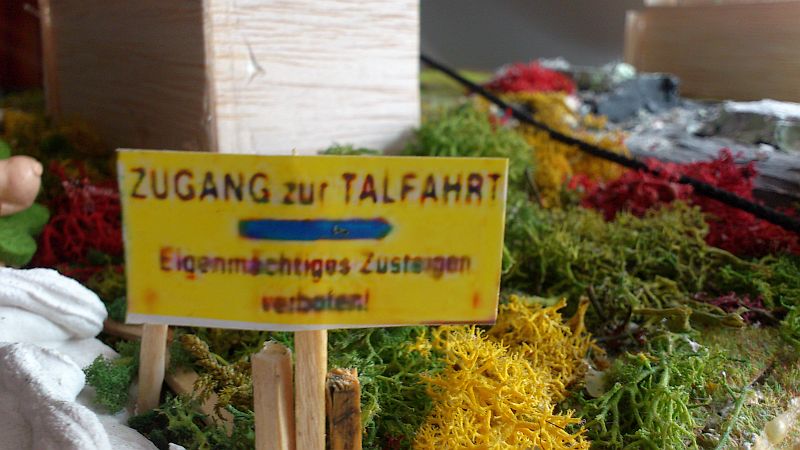 ZUGANG zur TALFAHRT
Eigenmächtiges Zusteigen
verboten!